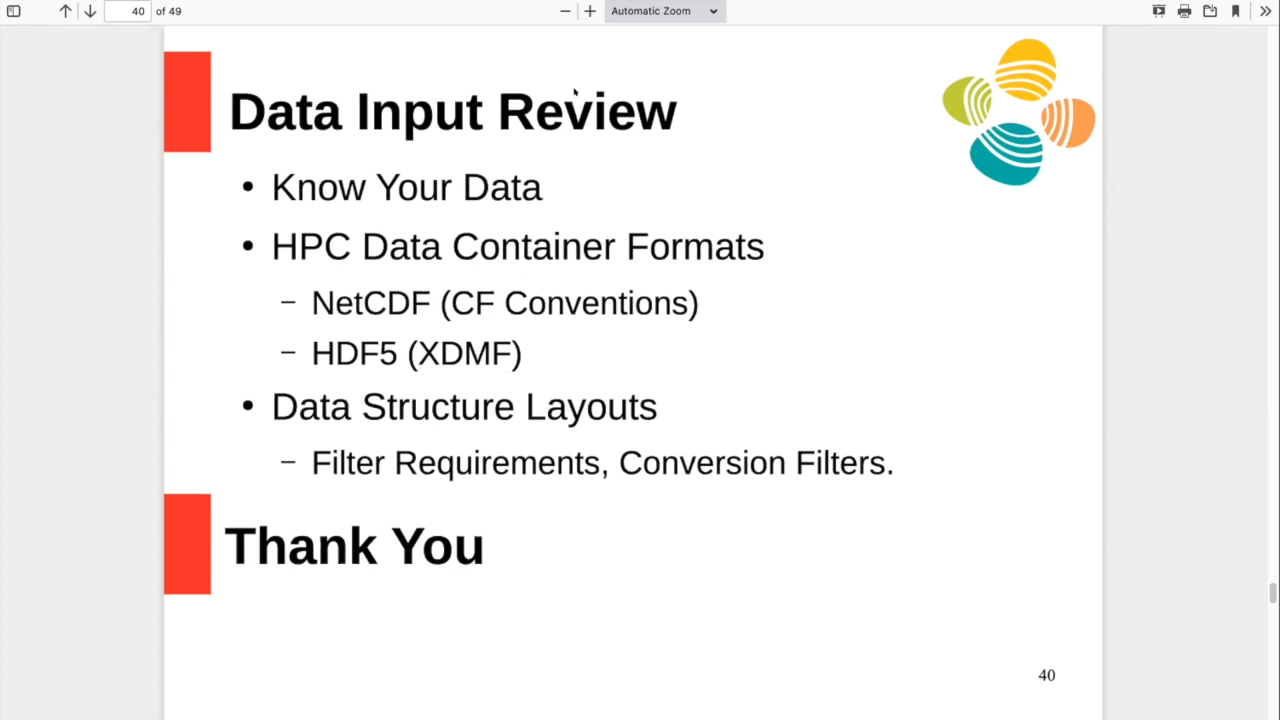 40 of 49
Automatic Zoom
Data Input Review
• Know Your Data
• HPC Data Container Formats
– NetCDF (CF Conventions)
– HDF5 (XDMF)
• Data Structure Layouts
– Filter Requirements, Conversion Filters.
Thank You
40